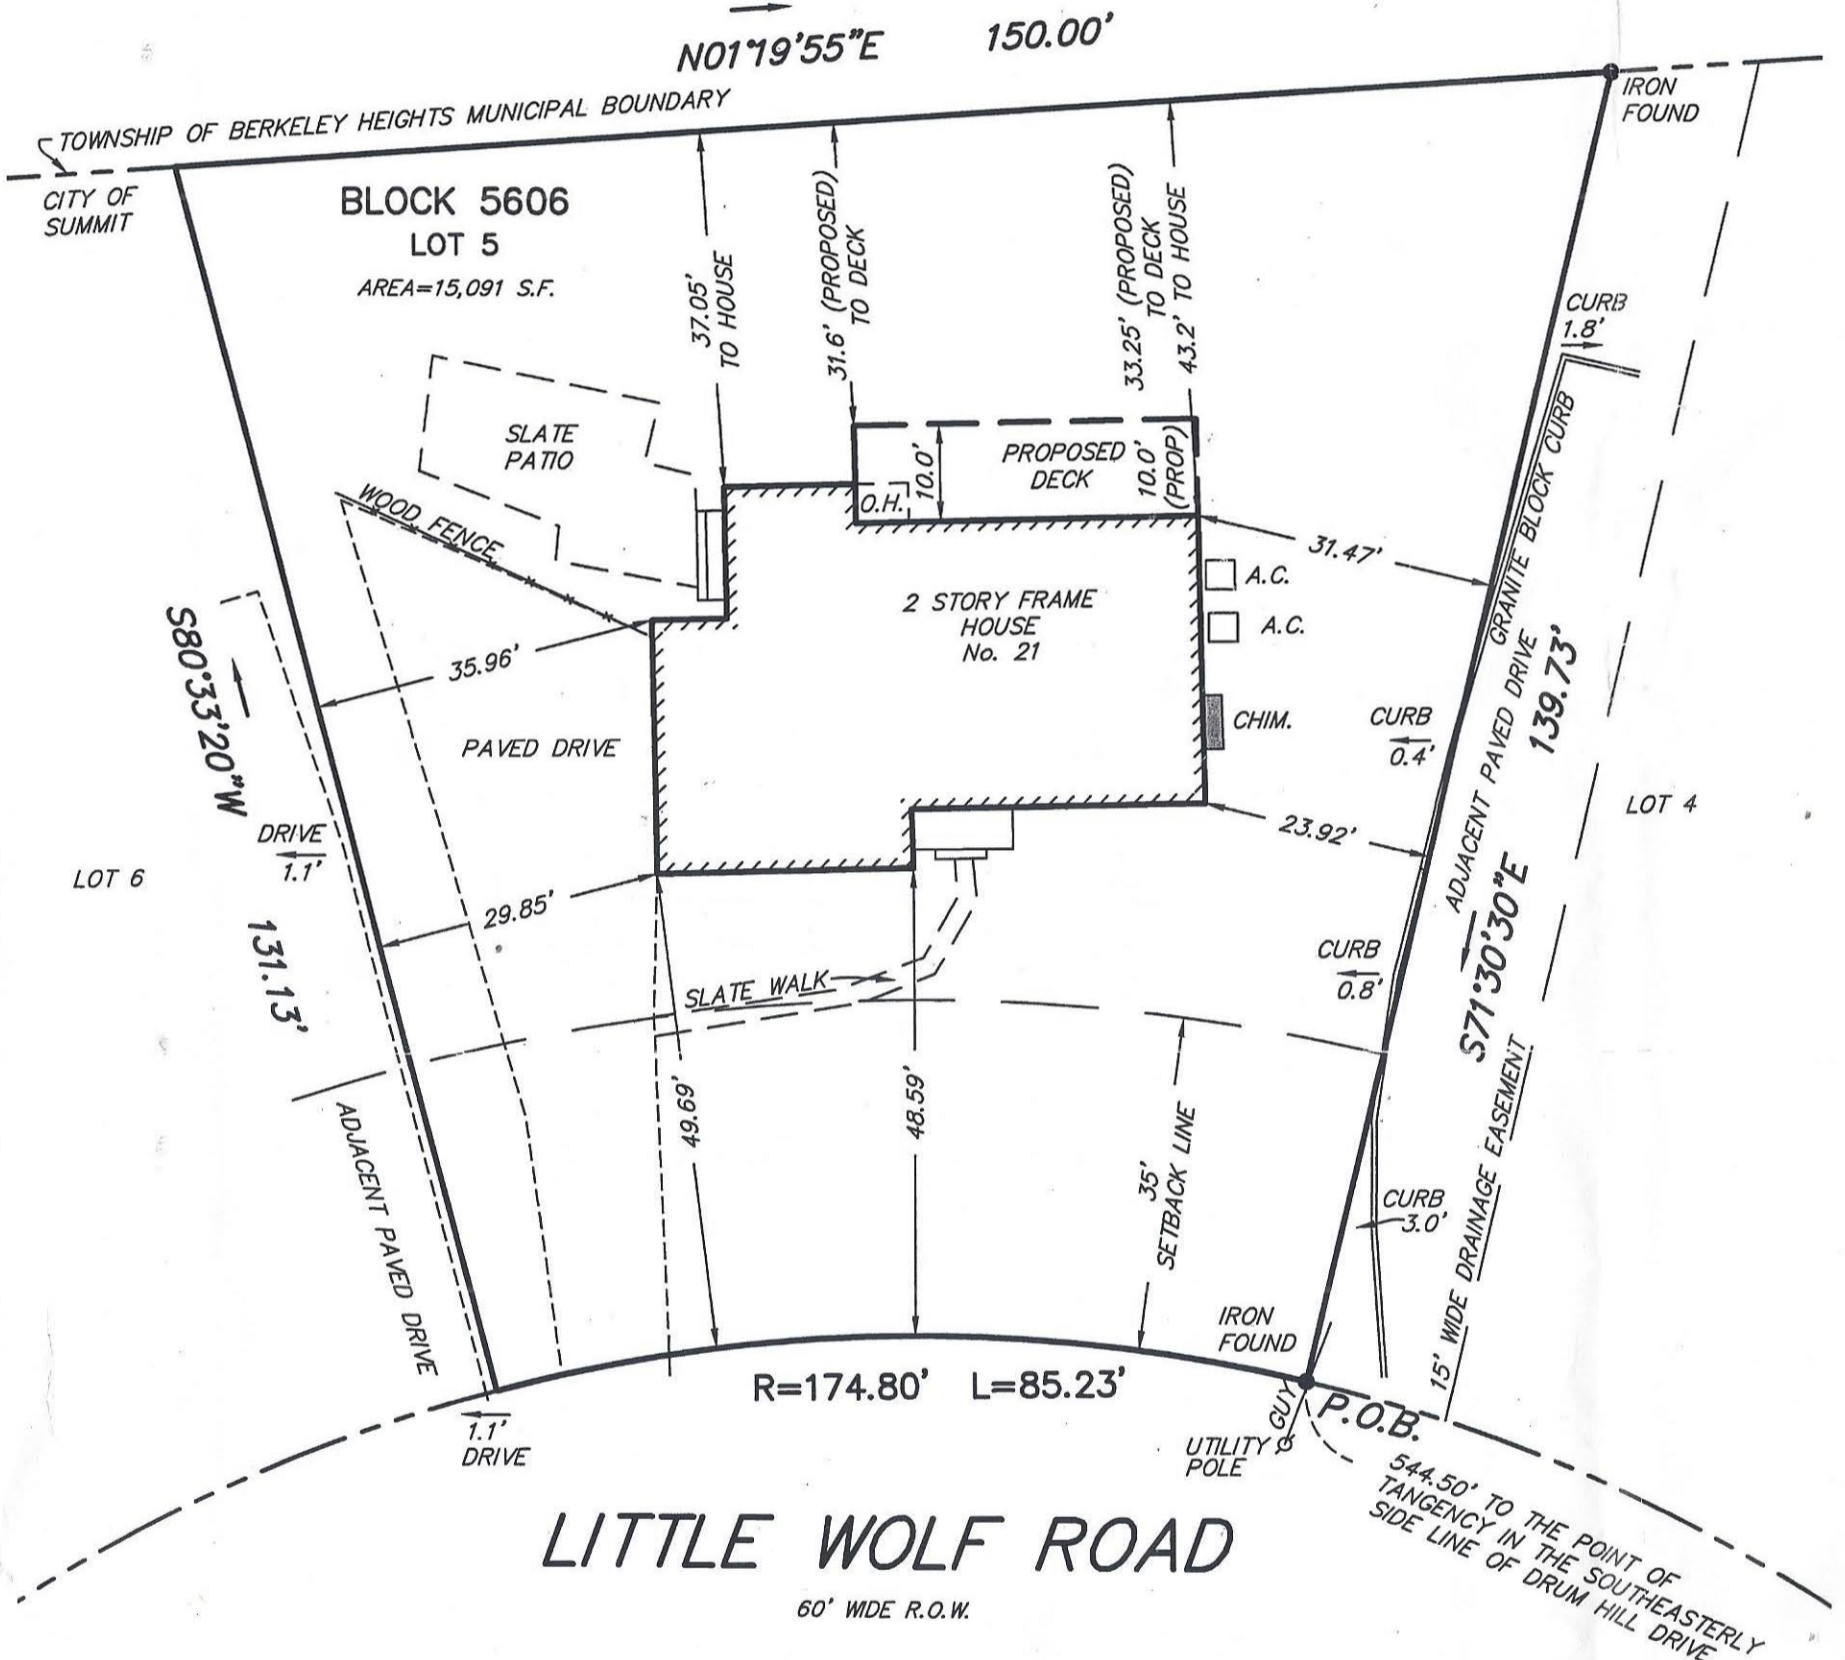 N01°19'55"E 150.00'
TOWNSHIP OF BERKELEY HEIGHTS MUNICIPAL BOUNDARY
CITY OF
SUMMIT
IRON
FOUND
BLOCK 5606
LOT 5
AREA=15,091 S.F.
37.05'
TO HOUSE
31.6' (PROPOSED)
TO DECK
33.25' (PROPOSED)
TO DECK
43.2' TO HOUSE
CURB
1.8'
SLATE
PATIO
WOOD FENCE
O.H.
10.0'
PROPOSED
DECK
10.0'
(PROP)
31.47'
GRANITE BLOCK CURB
A.C.
A.C.
2 STORY FRAME
HOUSE
No. 21
35.96'
S80°33'20"W
131.13'
PAVED DRIVE
CHIM.
CURB
0.4'
ADJACENT PAVED DRIVE
139.73'
S71°30'30"E
LOT 4
DRIVE
1.1'
LOT 6
29.85'
23.92'
CURB
0.8'
SLATE WALK
49.69'
48.59'
35'
SETBACK LINE
ADJACENT PAVED DRIVE
CURB
3.0'
15' WIDE DRAINAGE EASEMENT
IRON
FOUND
R=174.80' L=85.23'
P.O.B.
GUY
UTILITY
POLE
1.1'
DRIVE
544.50' TO THE POINT OF
TANGENCY IN THE SOUTHEASTERLY
SIDE LINE OF DRUM HILL DRIVE
LITTLE WOLF ROAD
60' WIDE R.O.W.